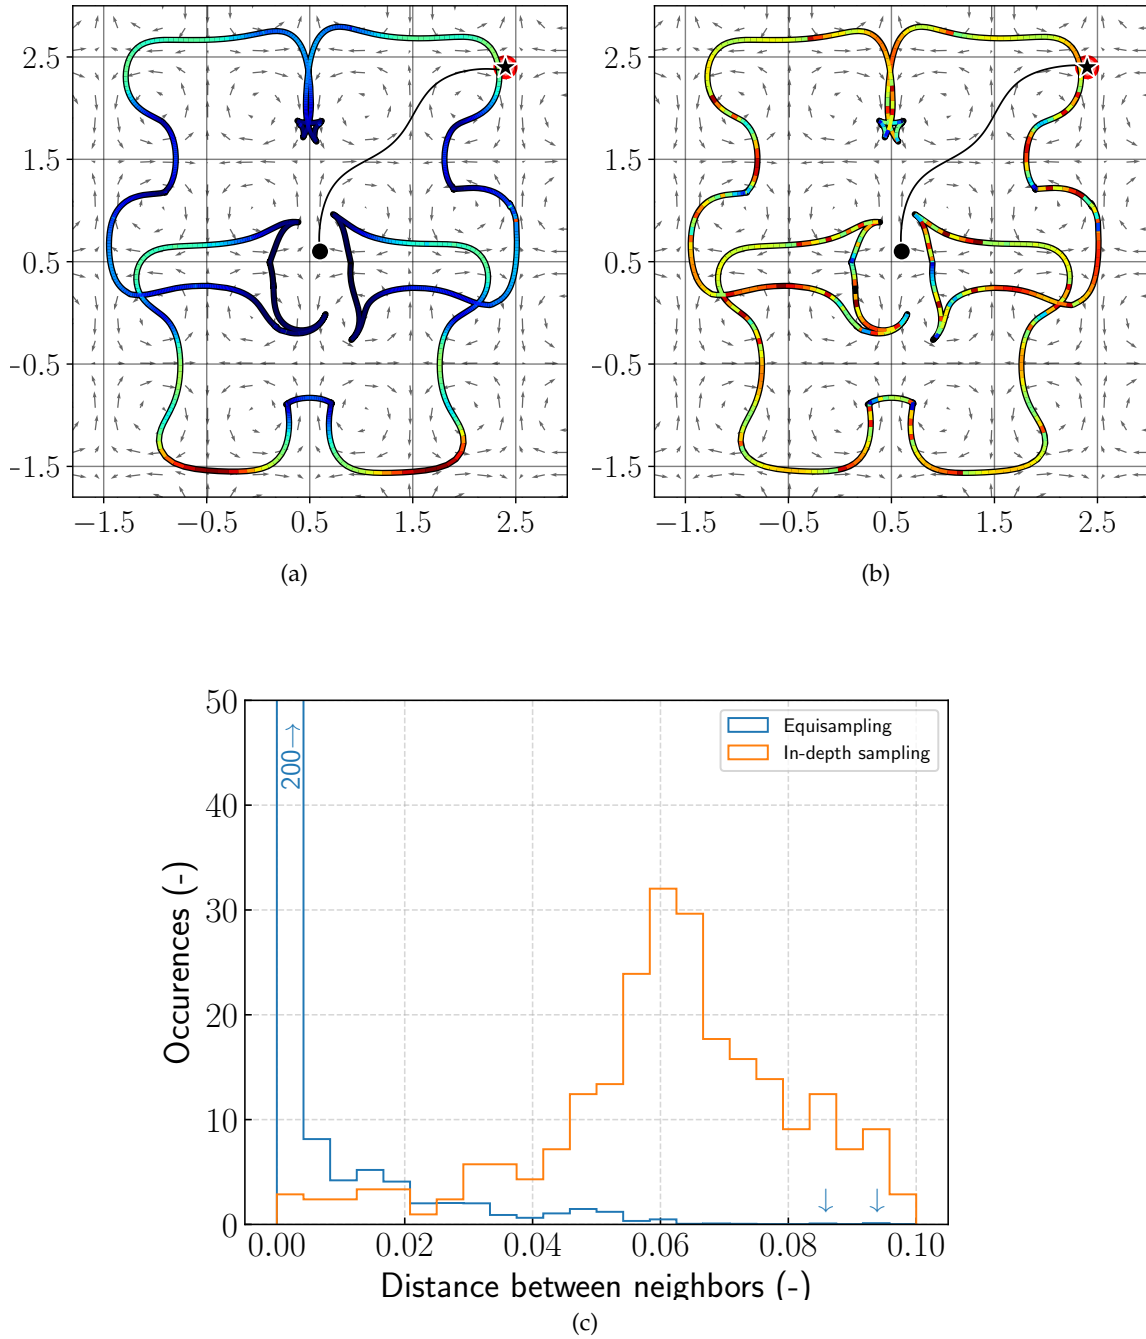 2.5
1.5
0.5
-0.5
-1.5
−1.5 −0.5 0.5 1.5 2.5
(a)
2.5
1.5
0.5
-0.5
-1.5
−1.5 −0.5 0.5 1.5 2.5
(b)
50
40
30
20
10
0
Occurences (-)
200→
Equisampling
In-depth sampling
0.00 0.02 0.04 0.06 0.08 0.10
Distance between neighbors (-)
(c)